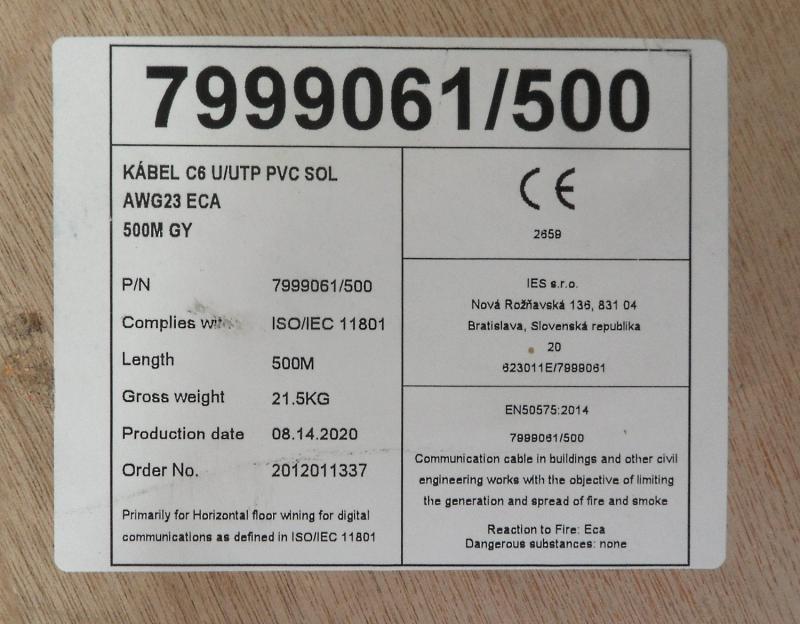 7999061/500
KÁBEL C6 U/UTP PVC SOL
AWG23 ECA
500M GY
P/N 7999061/500
Complies with ISO/IEC 11801
Length 500M
Gross weight 21.5KG
Production date 08.14.2020
Order No. 2012011337
Primarily for Horizontal floor wining for digital
communications as defined in ISO/IEC 11801
CE
2659
IES s.r.o.
Nová Rožňavská 136, 831 04
Bratislava, Slovenská republika
20
623011E/7999061
EN50575:2014
7999061/500
Communication cable in buildings and other civil
engineering works with the objective of limiting
the generation and spread of fire and smoke
Reaction to Fire: Eca
Dangerous substances: none